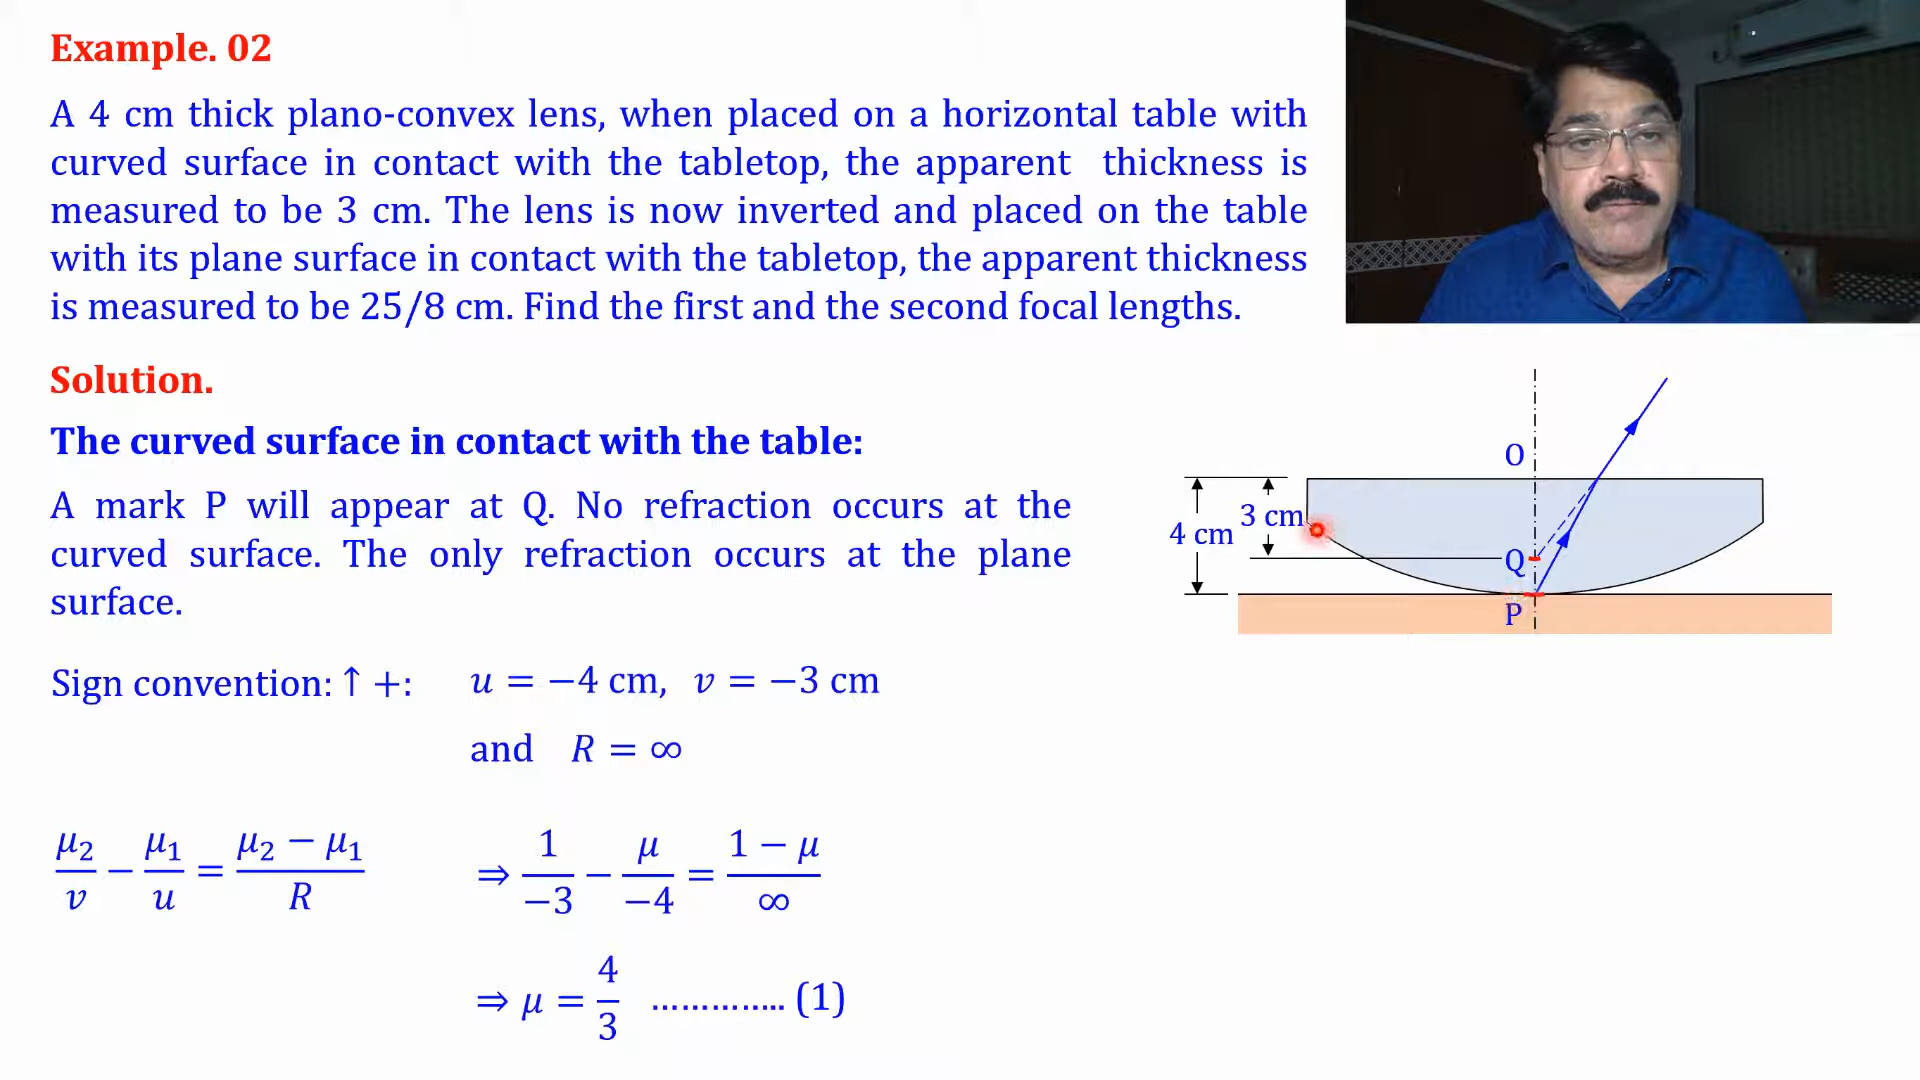 Example. 02
A 4 cm thick plano-convex lens, when placed on a horizontal table with
curved surface in contact with the tabletop, the apparent thickness is
measured to be 3 cm. The lens is now inverted and placed on the table
with its plane surface in contact with the tabletop, the apparent thickness
is measured to be 25/8 cm. Find the first and the second focal lengths.
Solution.
The curved surface in contact with the table:
A mark P will appear at Q. No refraction occurs at the
curved surface. The only refraction occurs at the plane
surface.
Sign convention: ↑ +: u = −4 cm, v = −3 cm
and R = ∞
μ₂/v − μ₁/u = (μ₂ − μ₁)/R ⇒ 1/−3 − μ/−4 = (1 − μ)/∞
⇒ μ = 4/3 ………….. (1)
O
3 cm
4 cm
Q
P